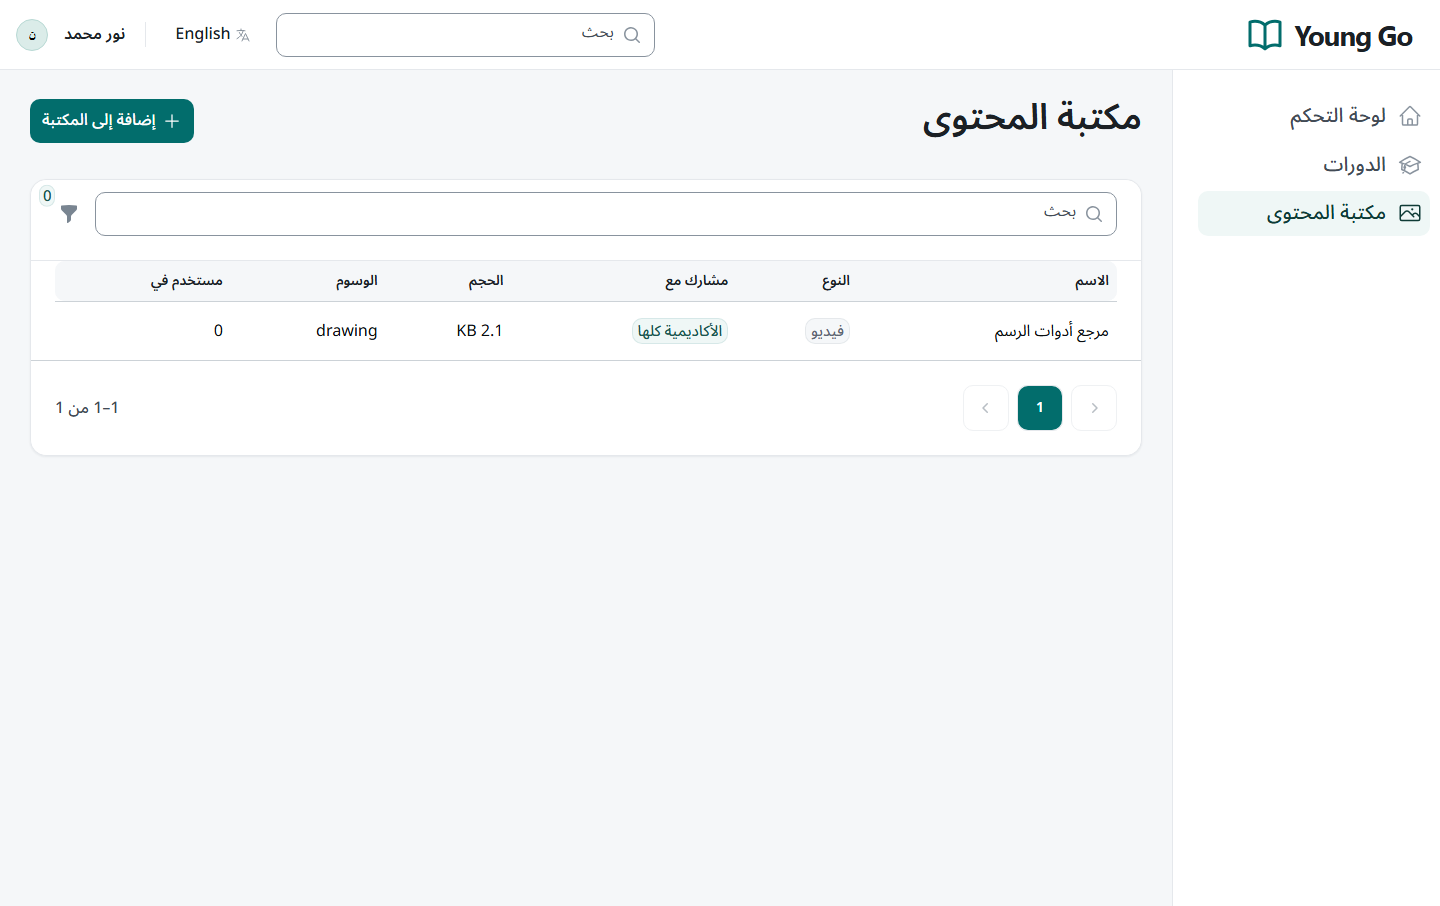 Young Go
بحث
English
نور محمد
ن
لوحة التحكم
الدورات
مكتبة المحتوى
مكتبة المحتوى
إضافة إلى المكتبة
بحث
0
الاسم النوع مشارك مع الحجم الوسوم مستخدم في
مرجع أدوات الرسم فيديو الأكاديمية كلها 2.1 KB drawing 0
1
1–1 من 1